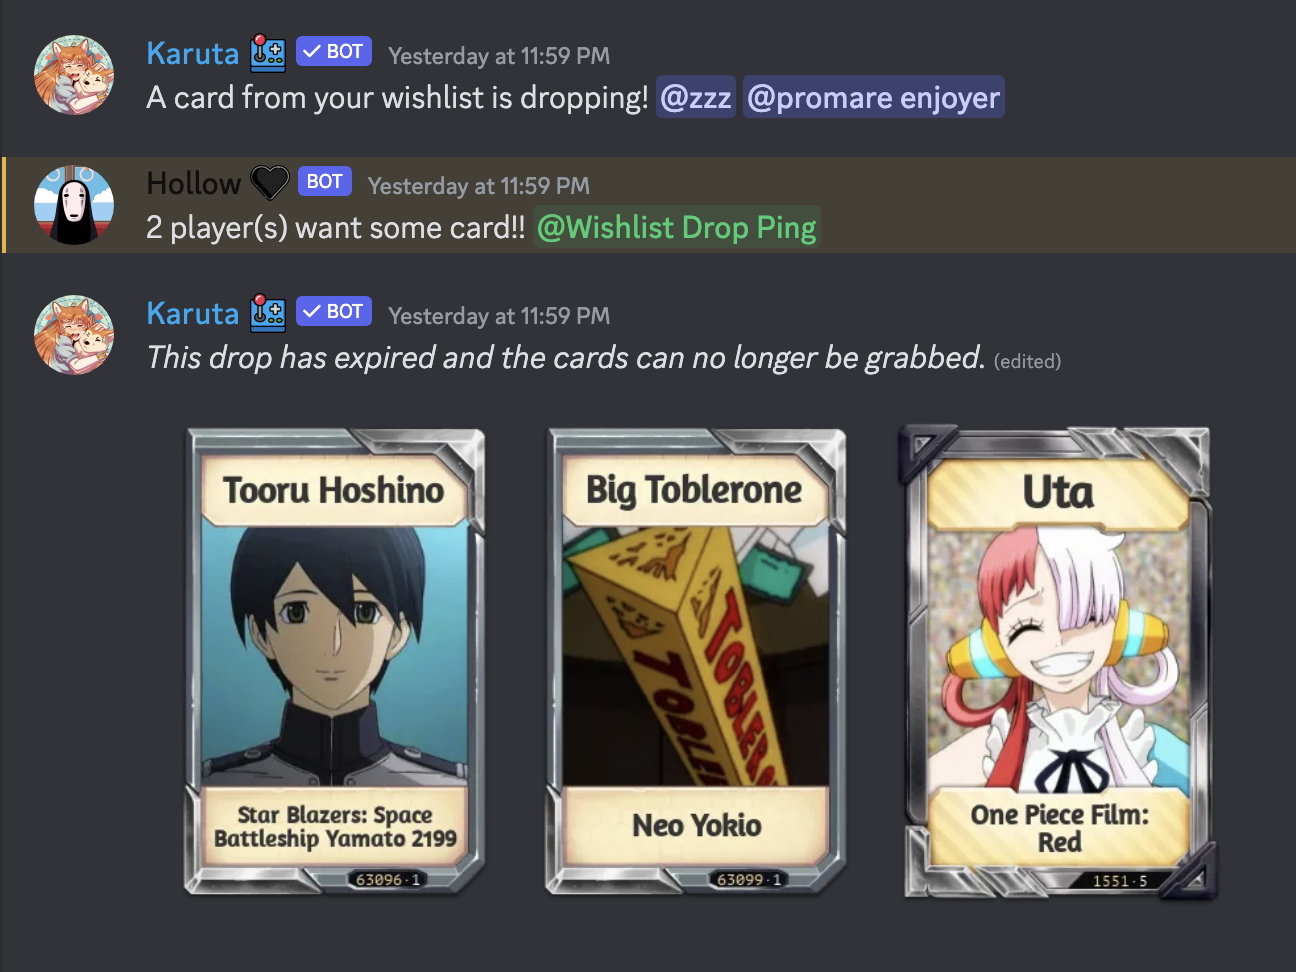 Karuta BOT Yesterday at 11:59 PM
A card from your wishlist is dropping! @zzz @promare enjoyer
Hollow BOT Yesterday at 11:59 PM
2 player(s) want some card!! @Wishlist Drop Ping
Karuta BOT Yesterday at 11:59 PM
This drop has expired and the cards can no longer be grabbed. (edited)
Tooru Hoshino
Star Blazers: Space
Battleship Yamato 2199
63096·1
Big Toblerone
TOBLERO
TOBL
Neo Yokio
63099·1
Uta
One Piece Film:
Red
1551·5